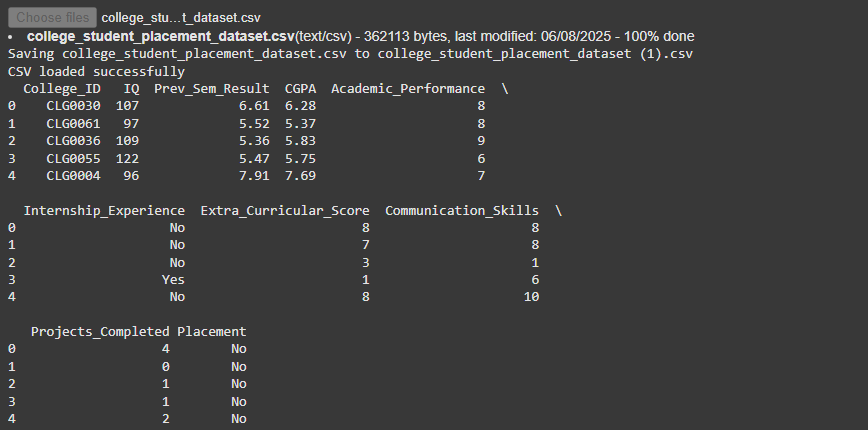 Choose files college_stu...t_dataset.csv
• college_student_placement_dataset.csv(text/csv) - 362113 bytes, last modified: 06/08/2025 - 100% done
Saving college_student_placement_dataset.csv to college_student_placement_dataset (1).csv
CSV loaded successfully
  College_ID   IQ  Prev_Sem_Result  CGPA  Academic_Performance  \
0    CLG0030  107             6.61  6.28                     8
1    CLG0061   97             5.52  5.37                     8
2    CLG0036  109             5.36  5.83                     9
3    CLG0055  122             5.47  5.75                     6
4    CLG0004   96             7.91  7.69                     7
  Internship_Experience  Extra_Curricular_Score  Communication_Skills  \
0                    No                       8                     8
1                    No                       7                     8
2                    No                       3                     1
3                   Yes                       1                     6
4                    No                       8                    10
   Projects_Completed Placement
0                   4        No
1                   0        No
2                   1        No
3                   1        No
4                   2        No